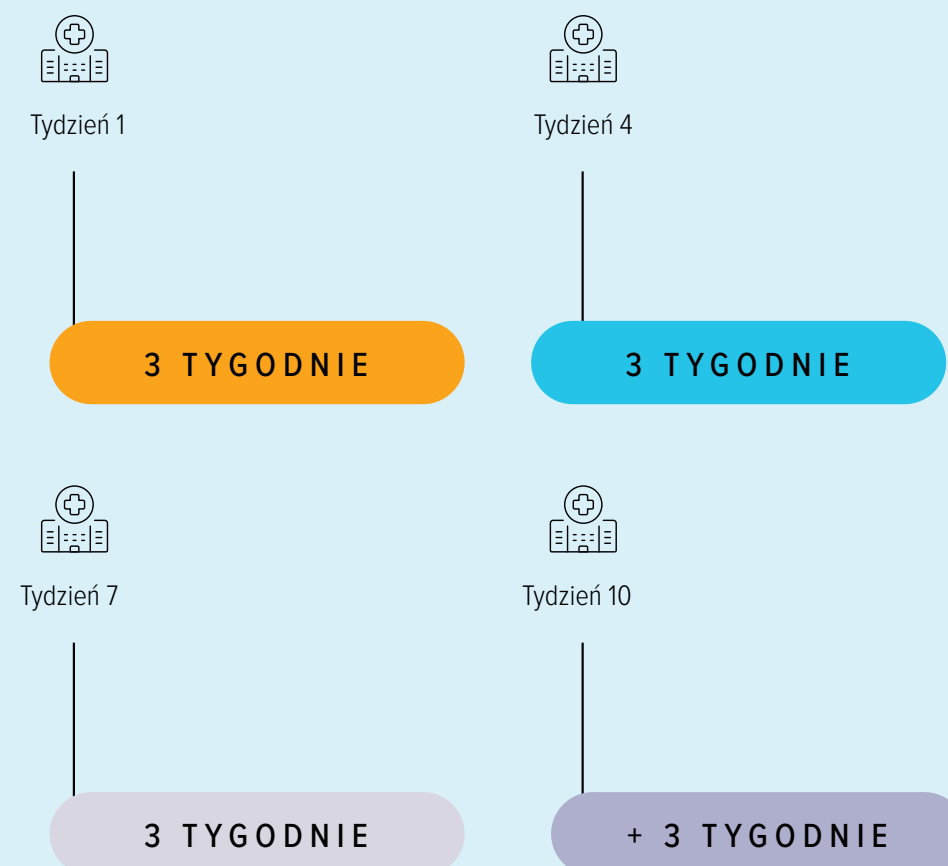 Tydzień 1
Tydzień 4
3 TYGODNIE
3 TYGODNIE
Tydzień 7
Tydzień 10
3 TYGODNIE
+ 3 TYGODNIE